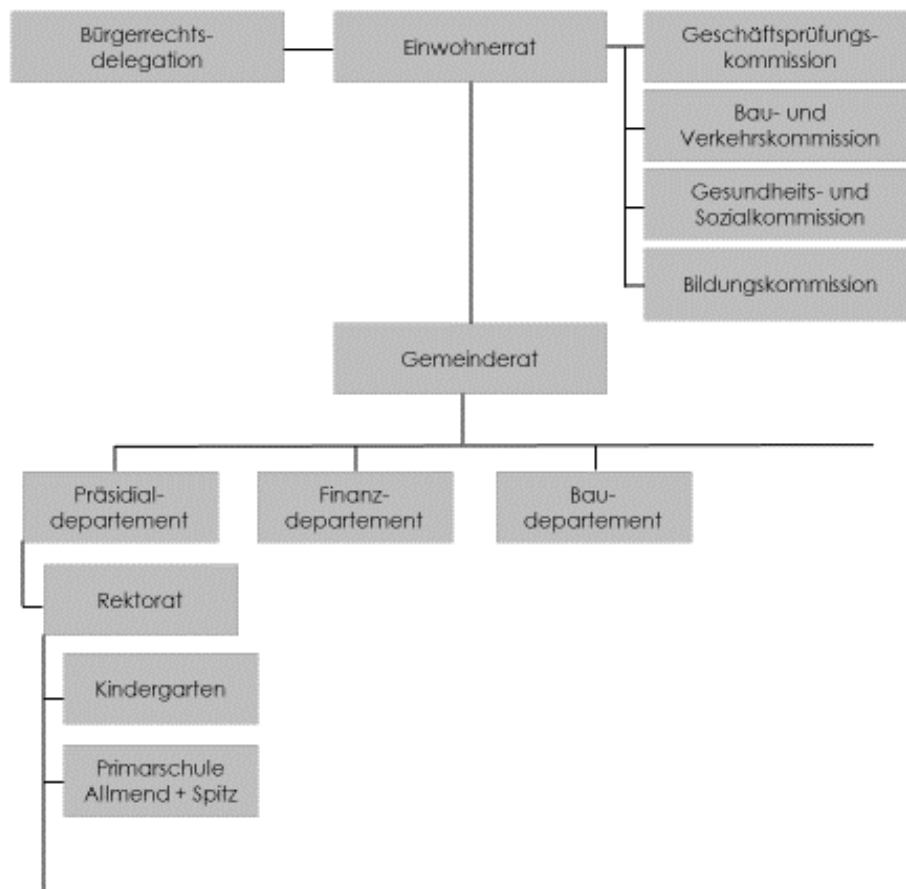 Bürgerrechts-
delegation
Einwohnerrat
Geschäftsprüfungs-
kommission
Bau- und
Verkehrskommission
Gesundheits- und
Sozialkommission
Bildungskommission
Gemeinderat
Präsidial-
departement
Finanz-
departement
Bau-
departement
Rektorat
Kindergarten
Primarschule
Allmend + Spitz